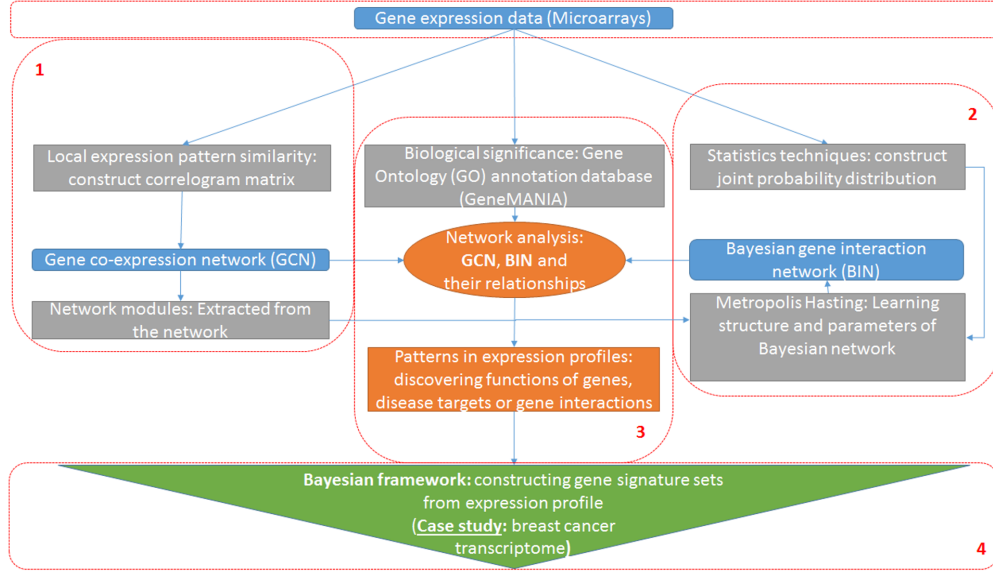 Gene expression data (Microarrays)
1
2
Local expression pattern similarity:
construct correlogram matrix
Biological significance: Gene
Ontology (GO) annotation database
(GeneMANIA)
Statistics techniques: construct
joint probability distribution
Gene co-expression network (GCN)
Network analysis:
GCN, BIN and
their relationships
Bayesian gene interaction
network (BIN)
Network modules: Extracted from
the network
Metropolis Hasting: Learning
structure and parameters of
Bayesian network
Patterns in expression profiles:
discovering functions of genes,
disease targets or gene interactions
3
Bayesian framework: constructing gene signature sets
from expression profile
(Case study: breast cancer
transcriptome)
4